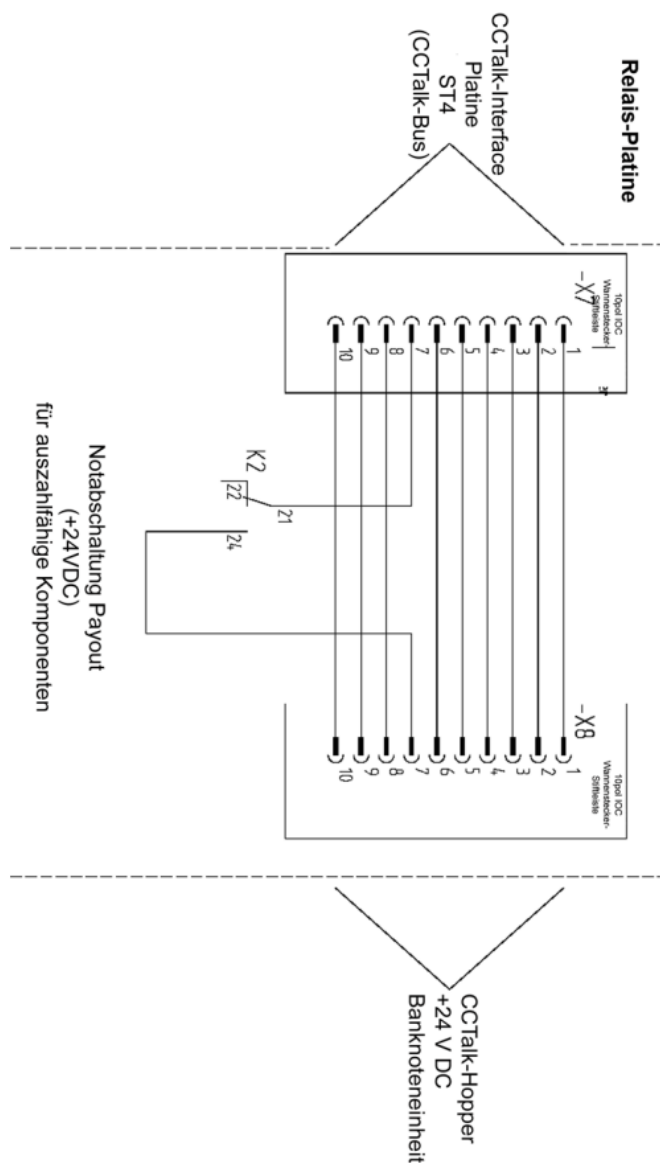 Relais-Platine
CCTalk-Interface
Platine
ST4
(CCTalk-Bus)
-X7
10pol IOC
Wannenstecker-
Stiftleiste
1
2
3
4
5
6
7
8
9
10
K2
22
21
24
Notabschaltung Payout
(+24VDC)
für auszahlfähige Komponenten
-X8
10pol IOC
Wannenstecker-
Stiftleiste
1
2
3
4
5
6
7
8
9
10
CCTalk-Hopper
+24 V DC
Banknoteneinheit